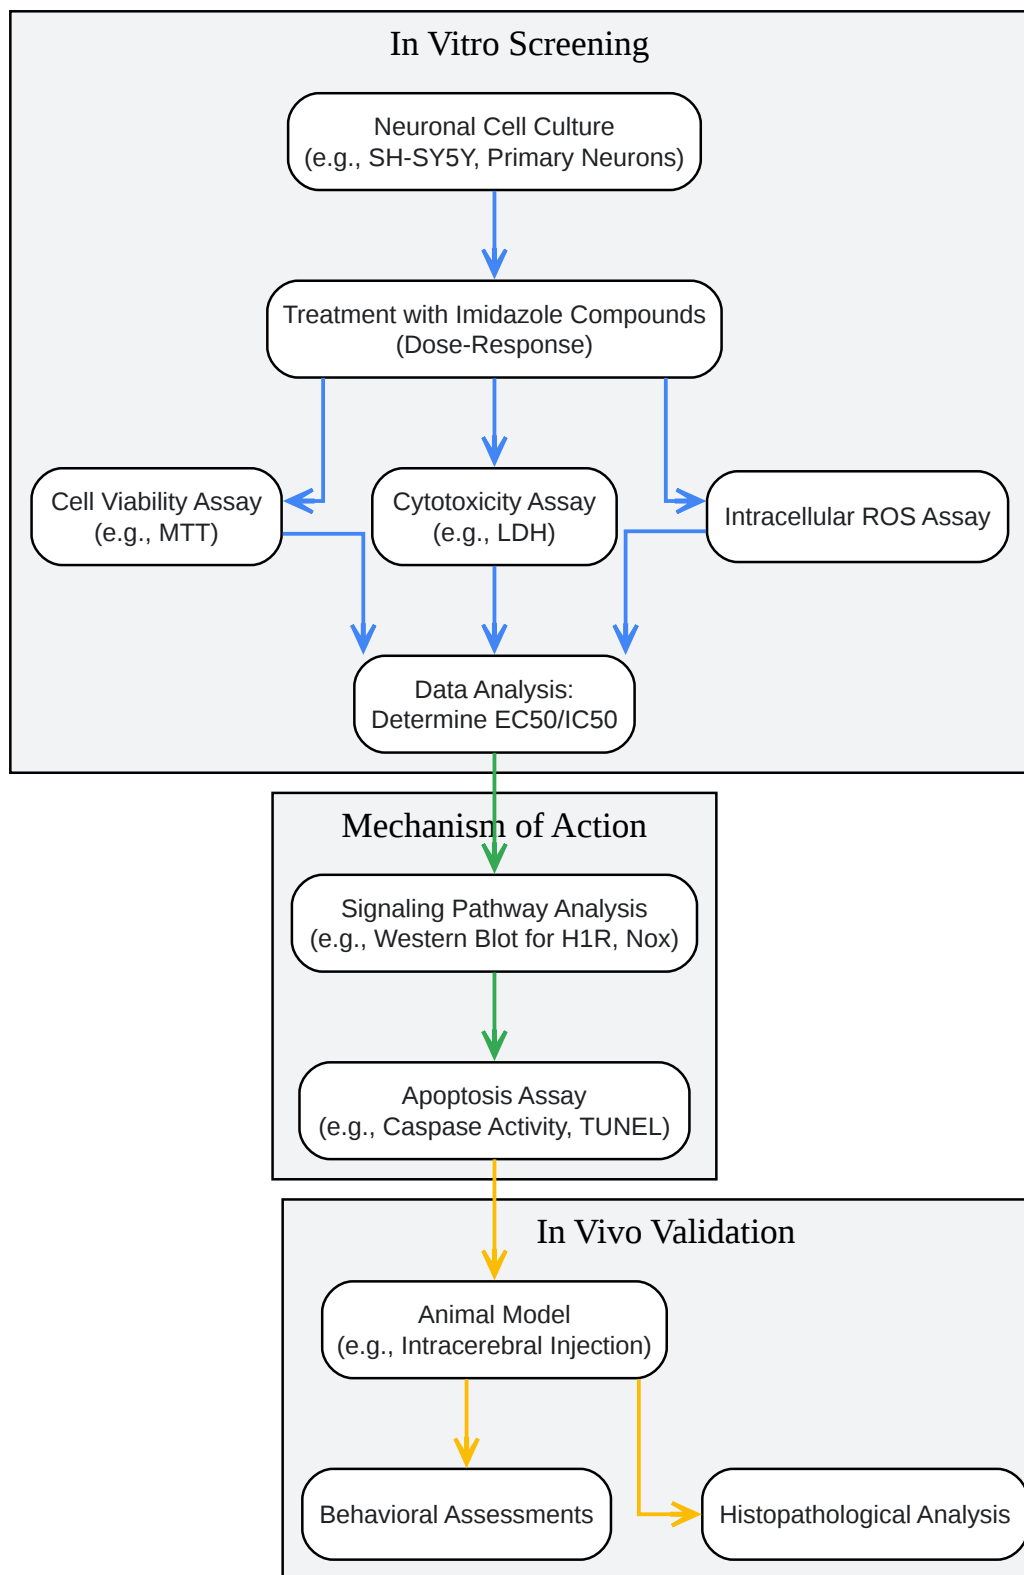 In Vitro Screening
Neuronal Cell Culture
(e.g., SH-SY5Y, Primary Neurons)
Treatment with Imidazole Compounds
(Dose-Response)
Cell Viability Assay
(e.g., MTT)
Cytotoxicity Assay
(e.g., LDH)
Intracellular ROS Assay
Data Analysis:
Determine EC50/IC50
Mechanism of Action
Signaling Pathway Analysis
(e.g., Western Blot for H1R, Nox)
Apoptosis Assay
(e.g., Caspase Activity, TUNEL)
In Vivo Validation
Animal Model
(e.g., Intracerebral Injection)
Behavioral Assessments
Histopathological Analysis